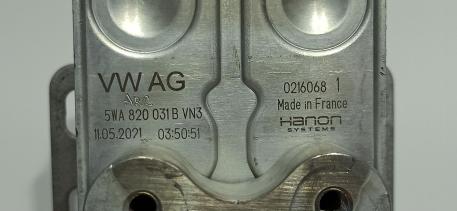 VW AG
5WA 820 031 B VN3
11.05.2021 03:50:51
0216068 1
Made in France
Hanon
SYSTEMS